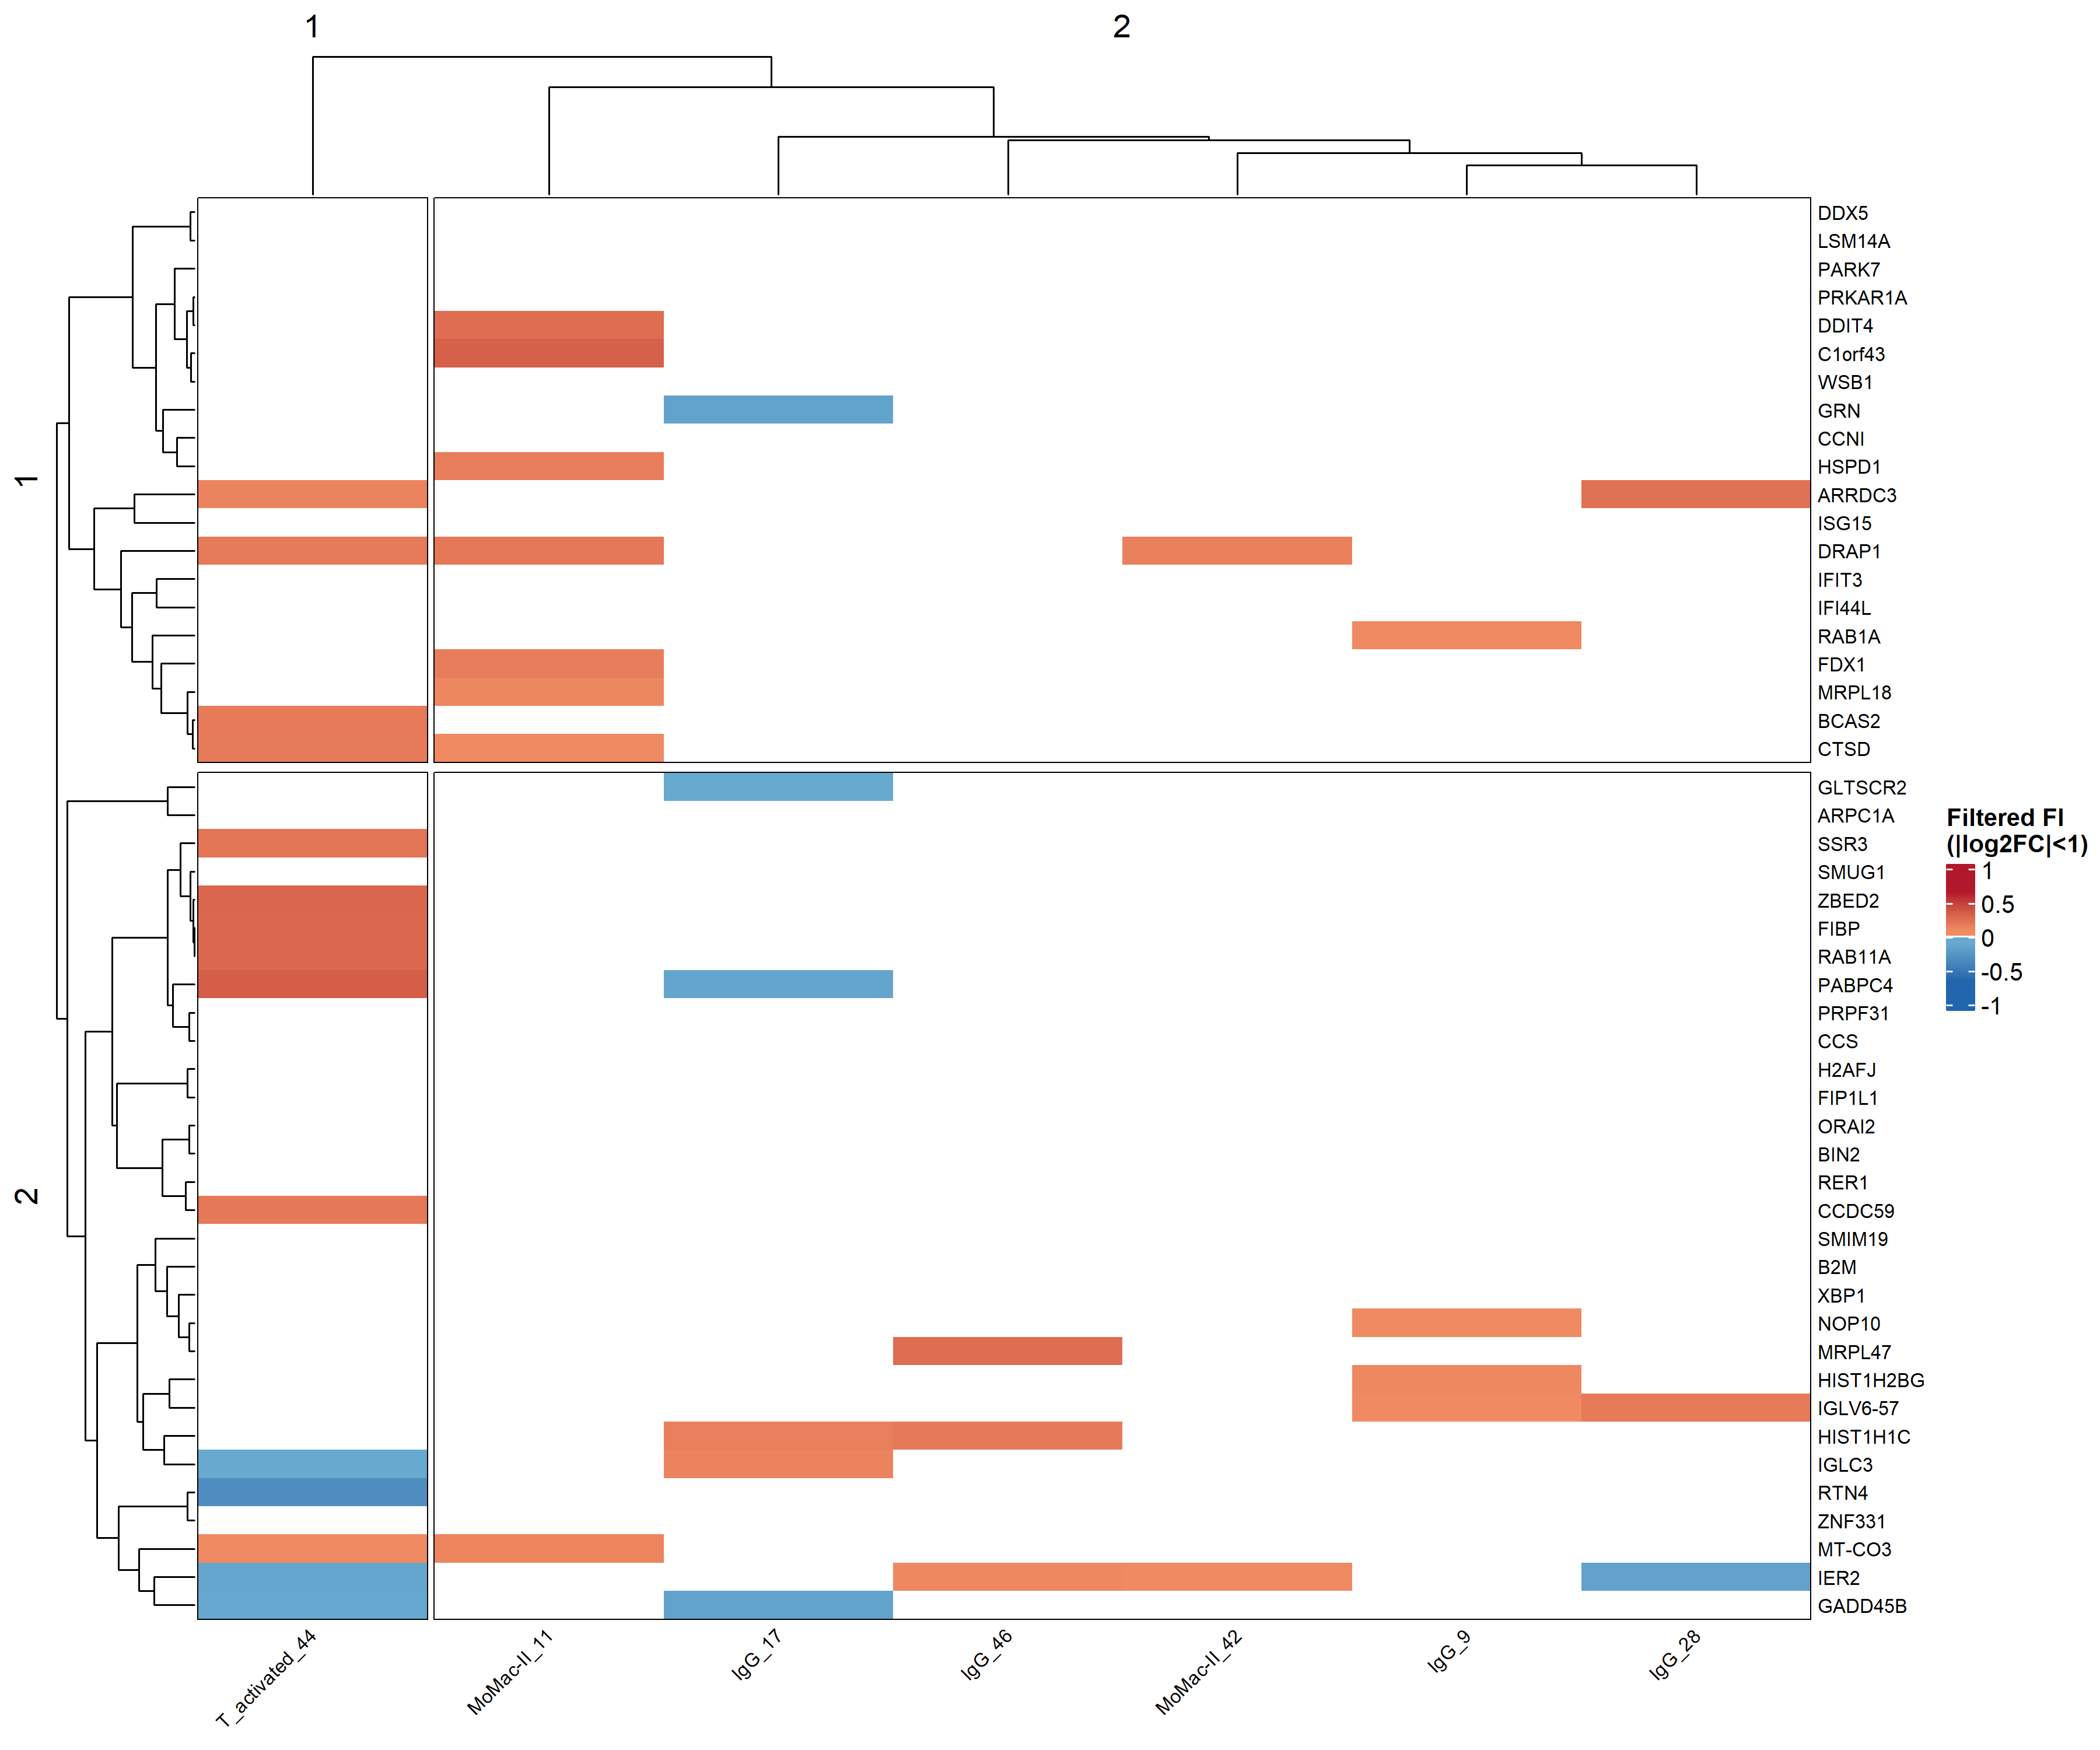 1
2
1
2
DDX5
LSM14A
PARK7
PRKAR1A
DDIT4
C1orf43
WSB1
GRN
CCNI
HSPD1
ARRDC3
ISG15
DRAP1
IFIT3
IFI44L
RAB1A
FDX1
MRPL18
BCAS2
CTSD
GLTSCR2
ARPC1A
SSR3
SMUG1
ZBED2
FIBP
RAB11A
PABPC4
PRPF31
CCS
H2AFJ
FIP1L1
ORAI2
BIN2
RER1
CCDC59
SMIM19
B2M
XBP1
NOP10
MRPL47
HIST1H2BG
IGLV6-57
HIST1H1C
IGLC3
RTN4
ZNF331
MT-CO3
IER2
GADD45B
Filtered FI
(|log2FC|<1)
1
0.5
0
-0.5
-1
T_activated_44
MoMac-II_11
IgG_17
IgG_46
MoMac-II_42
IgG_9
IgG_28